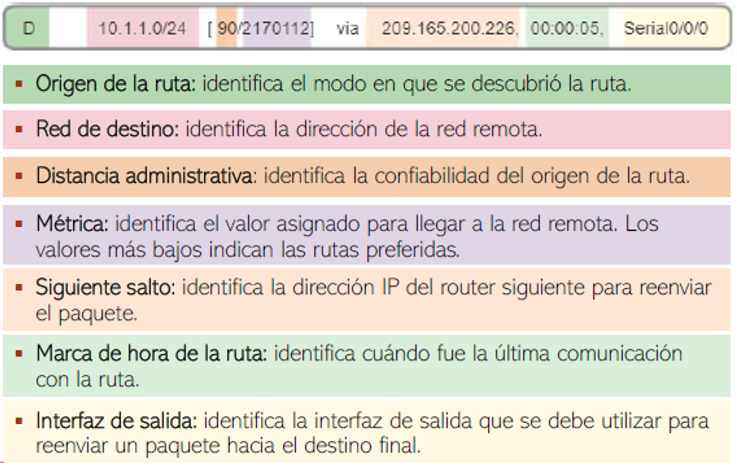 D 10.1.1.0/24 [ 90/2170112] via 209.165.200.226, 00:00:05, Serial0/0/0
▪ Origen de la ruta: identifica el modo en que se descubrió la ruta.
▪ Red de destino: identifica la dirección de la red remota.
▪ Distancia administrativa: identifica la confiabilidad del origen de la ruta.
▪ Métrica: identifica el valor asignado para llegar a la red remota. Los
valores más bajos indican las rutas preferidas.
▪ Siguiente salto: identifica la dirección IP del router siguiente para reenviar
el paquete.
▪ Marca de hora de la ruta: identifica cuándo fue la última comunicación
con la ruta.
▪ Interfaz de salida: identifica la interfaz de salida que se debe utilizar para
reenviar un paquete hacia el destino final.